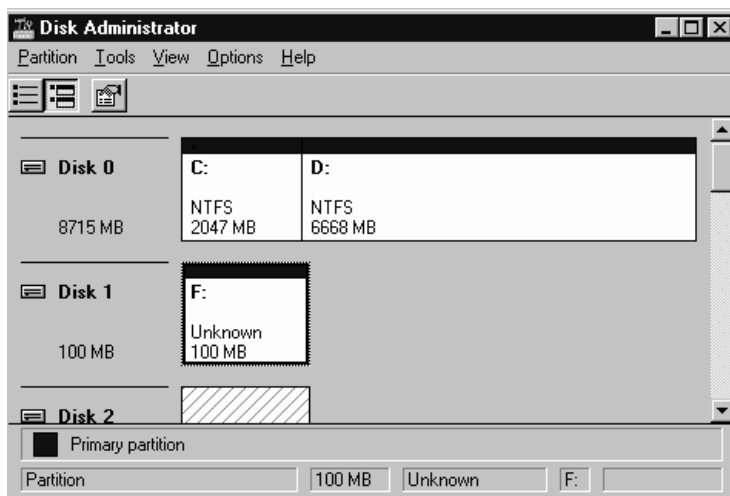 Disk Administrator
Partition Tools View Options Help
Disk 0
8715 MB
C:
NTFS
2047 MB
D:
NTFS
6668 MB
Disk 1
100 MB
F:
Unknown
100 MB
Disk 2
Primary partition
Partition 100 MB Unknown F: